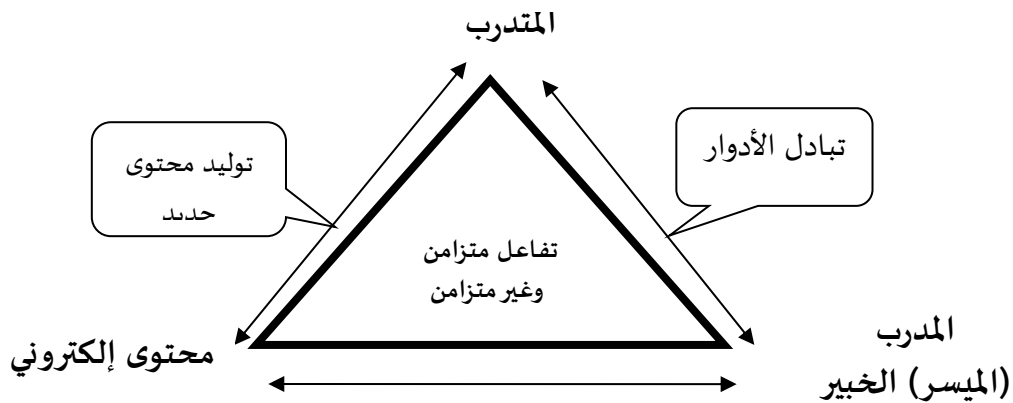 المتدرب
تبادل الأدوار
توليد محتوى
جديد
تفاعل متزامن
وغير متزامن
المدرب
(الميسر) الخبير
محتوى إلكتروني